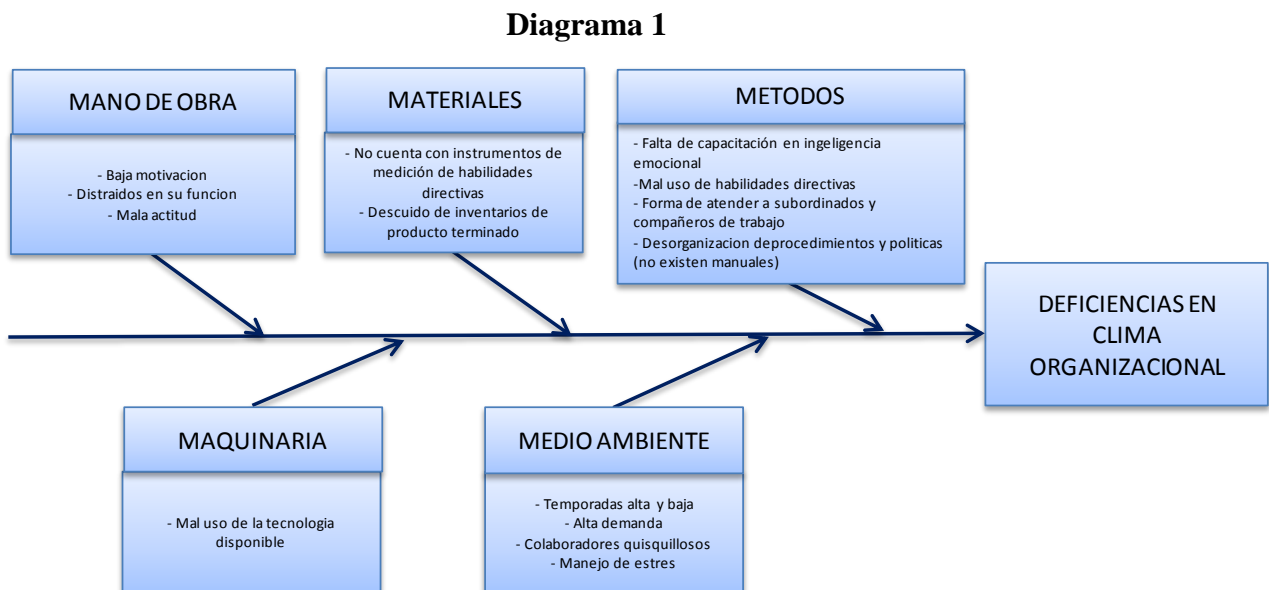 Diagrama 1
MANO DE OBRA
- Baja motivacion
- Distraidos en su funcion
- Mala actitud
MATERIALES
- No cuenta con instrumentos de
medición de habilidades
directivas
- Descuido de inventarios de
producto terminado
METODOS
- Falta de capacitación en ingeligencia
emocional
-Mal uso de habilidades directivas
- Forma de atender a subordinados y
compañeros de trabajo
- Desorganizacion deprocedimientos y politicas
(no existen manuales)
DEFICIENCIAS EN
CLIMA
ORGANIZACIONAL
MAQUINARIA
- Mal uso de la tecnologia
disponible
MEDIO AMBIENTE
- Temporadas alta y baja
- Alta demanda
- Colaboradores quisquillosos
- Manejo de estres